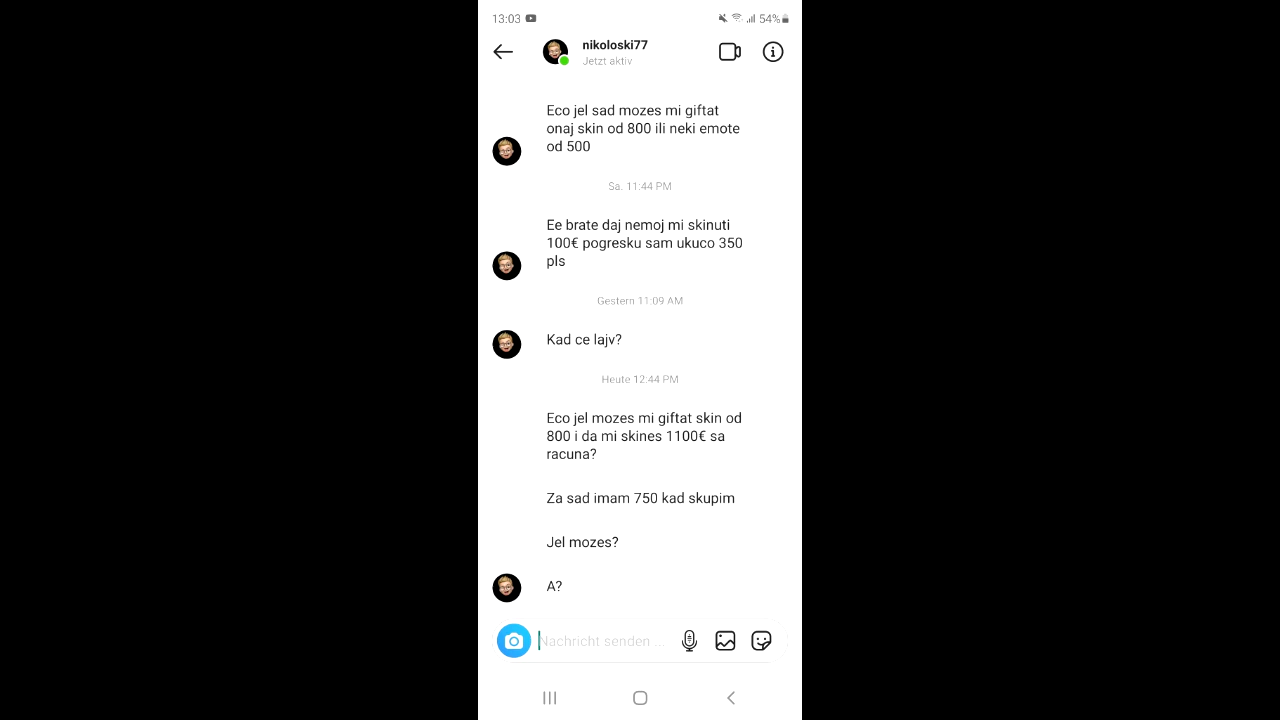 13:03
54%
nikoloski77
Jetzt aktiv
Eco jel sad mozes mi giftat
onaj skin od 800 ili neki emote
od 500
Sa. 11:44 PM
Ee brate daj nemoj mi skinuti
100€ pogresku sam ukuco 350
pls
Gestern 11:09 AM
Kad ce lajv?
Heute 12:44 PM
Eco jel mozes mi giftat skin od
800 i da mi skines 1100€ sa
racuna?
Za sad imam 750 kad skupim
Jel mozes?
A?
Nachricht senden ...